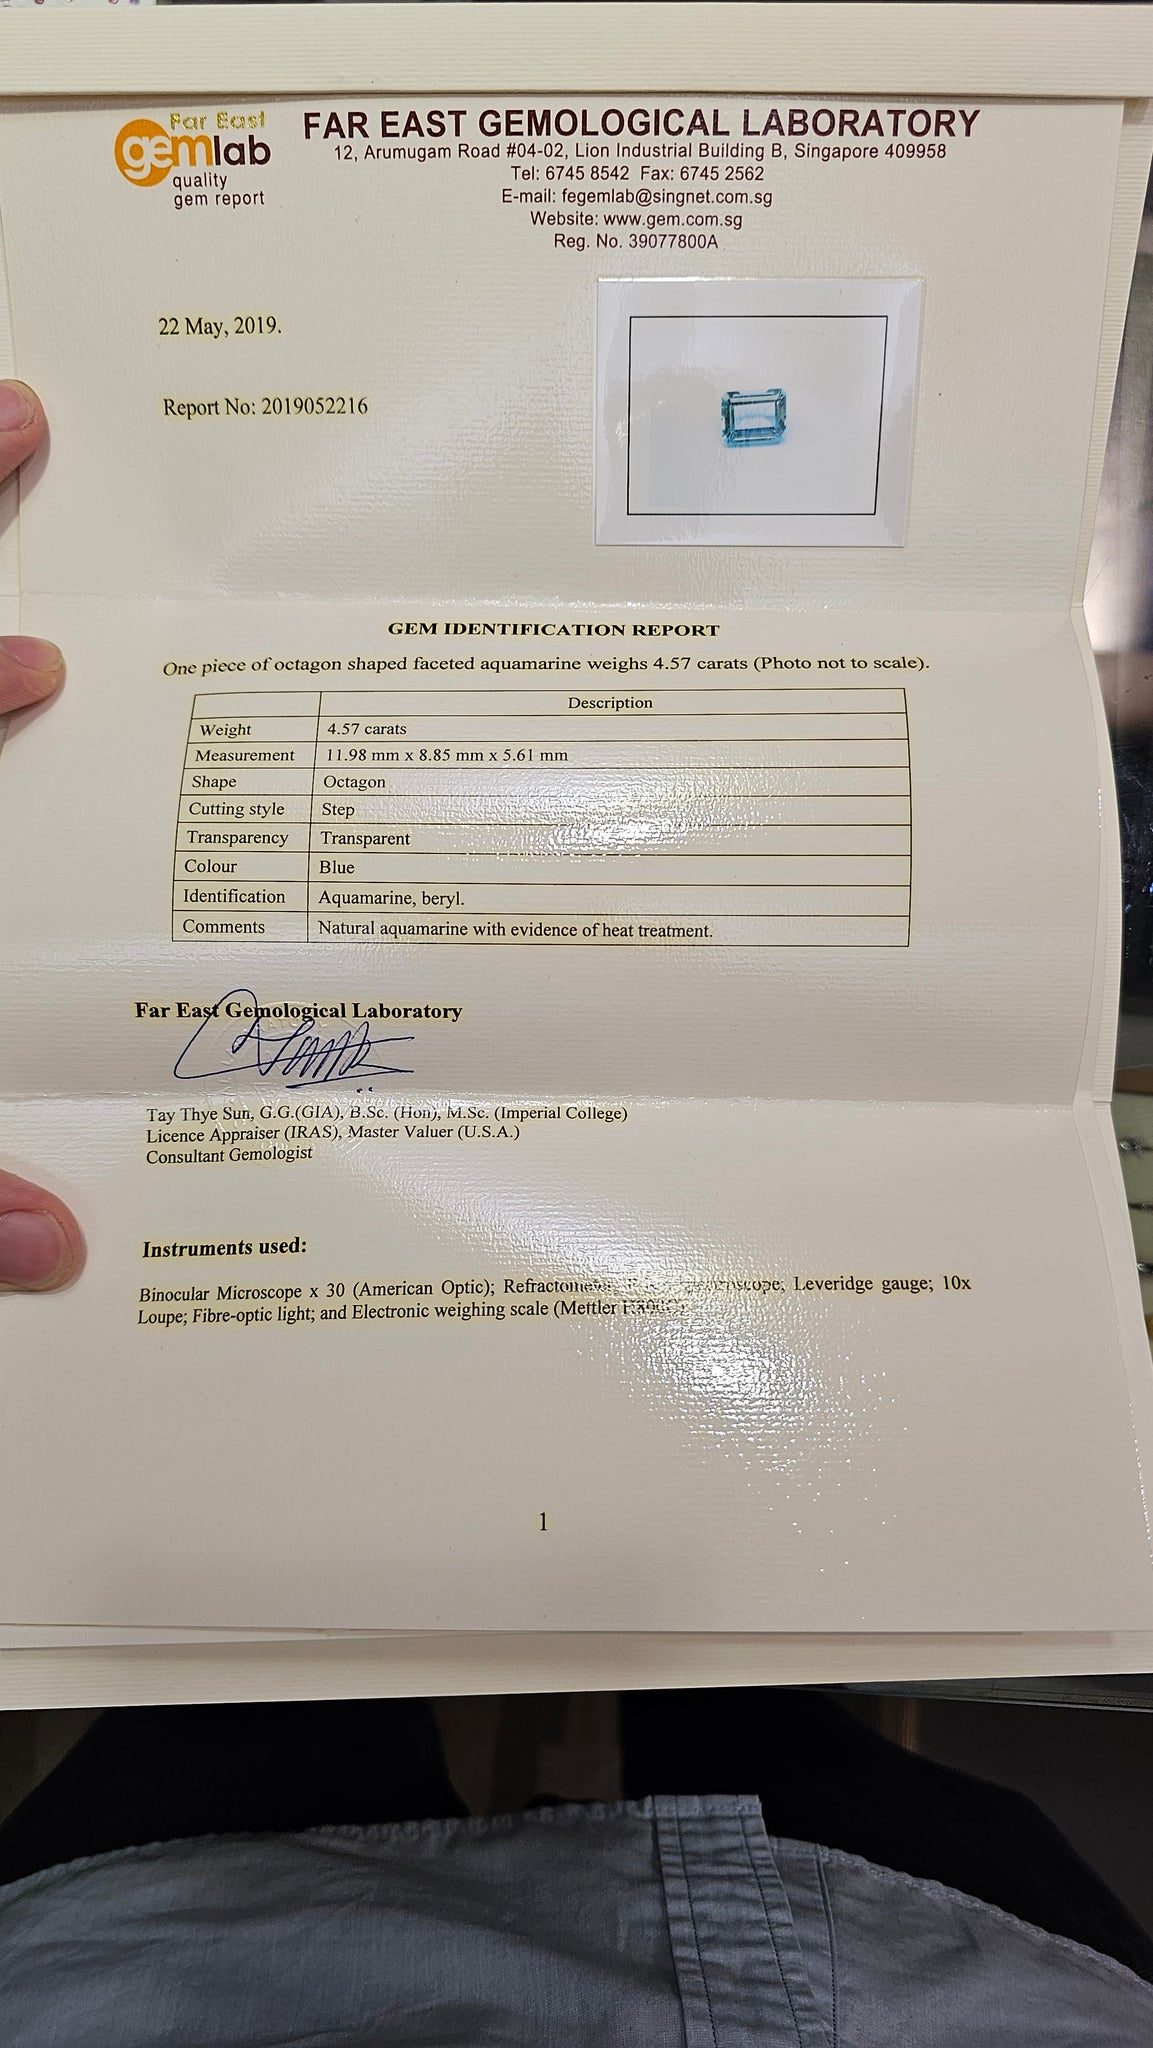 Far East
gemlab
quality
gem report
FAR EAST GEMOLOGICAL LABORATORY
12, Arumugam Road #04-02, Lion Industrial Building B, Singapore 409958
Tel: 6745 8542 Fax: 6745 2562
E-mail: fegemlab@singnet.com.sg
Website: www.gem.com.sg
Reg. No. 39077800A
22 May, 2019.
Report No: 2019052216
GEM IDENTIFICATION REPORT
One piece of octagon shaped faceted aquamarine weighs 4.57 carats (Photo not to scale).
Description
Weight 4.57 carats
Measurement 11.98 mm x 8.85 mm x 5.61 mm
Shape Octagon
Cutting style Step
Transparency Transparent
Colour Blue
Identification Aquamarine, beryl.
Comments Natural aquamarine with evidence of heat treatment.
Far East Gemological Laboratory
Tay Thye Sun, G.G.(GIA), B.Sc. (Hon), M.Sc. (Imperial College)
Licence Appraiser (IRAS), Master Valuer (U.S.A.)
Consultant Gemologist
Instruments used:
Binocular Microscope x 30 (American Optic); Refractometer; Leveridge gauge; 10x
Loupe; Fibre-optic light; and Electronic weighing scale (Mettler
1